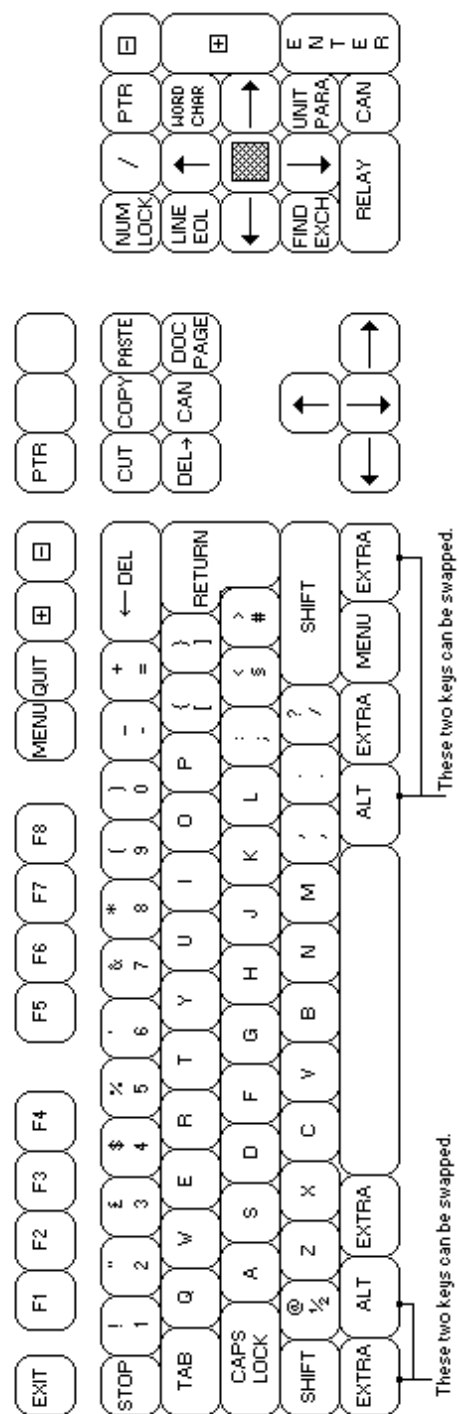 EXIT F1 F2 F3 F4 F5 F6 F7 F8 MENU QUIT + - PTR
STOP ! 1 " 2 £ 3 $ 4 % 5 ' 6 & 7 * 8 ( 9 ) 0 - - + = ← DEL CUT COPY PASTE NUM LOCK / PTR -
TAB Q W E R T Y U I O P { [ } ] RETURN DEL→ CAN DOC PAGE LINE EOL ↑ WORD CHAR +
CAPS LOCK A S D F G H J K L : ; < § > # ← →
SHIFT @ ½ Z X C V B N M , . ? / SHIFT ↑ FIND EXCH ↓ UNIT PARA ENTER
EXTRA ALT EXTRA ALT EXTRA MENU EXTRA ← ↓ → RELAY CAN
These two keys can be swapped. These two keys can be swapped.